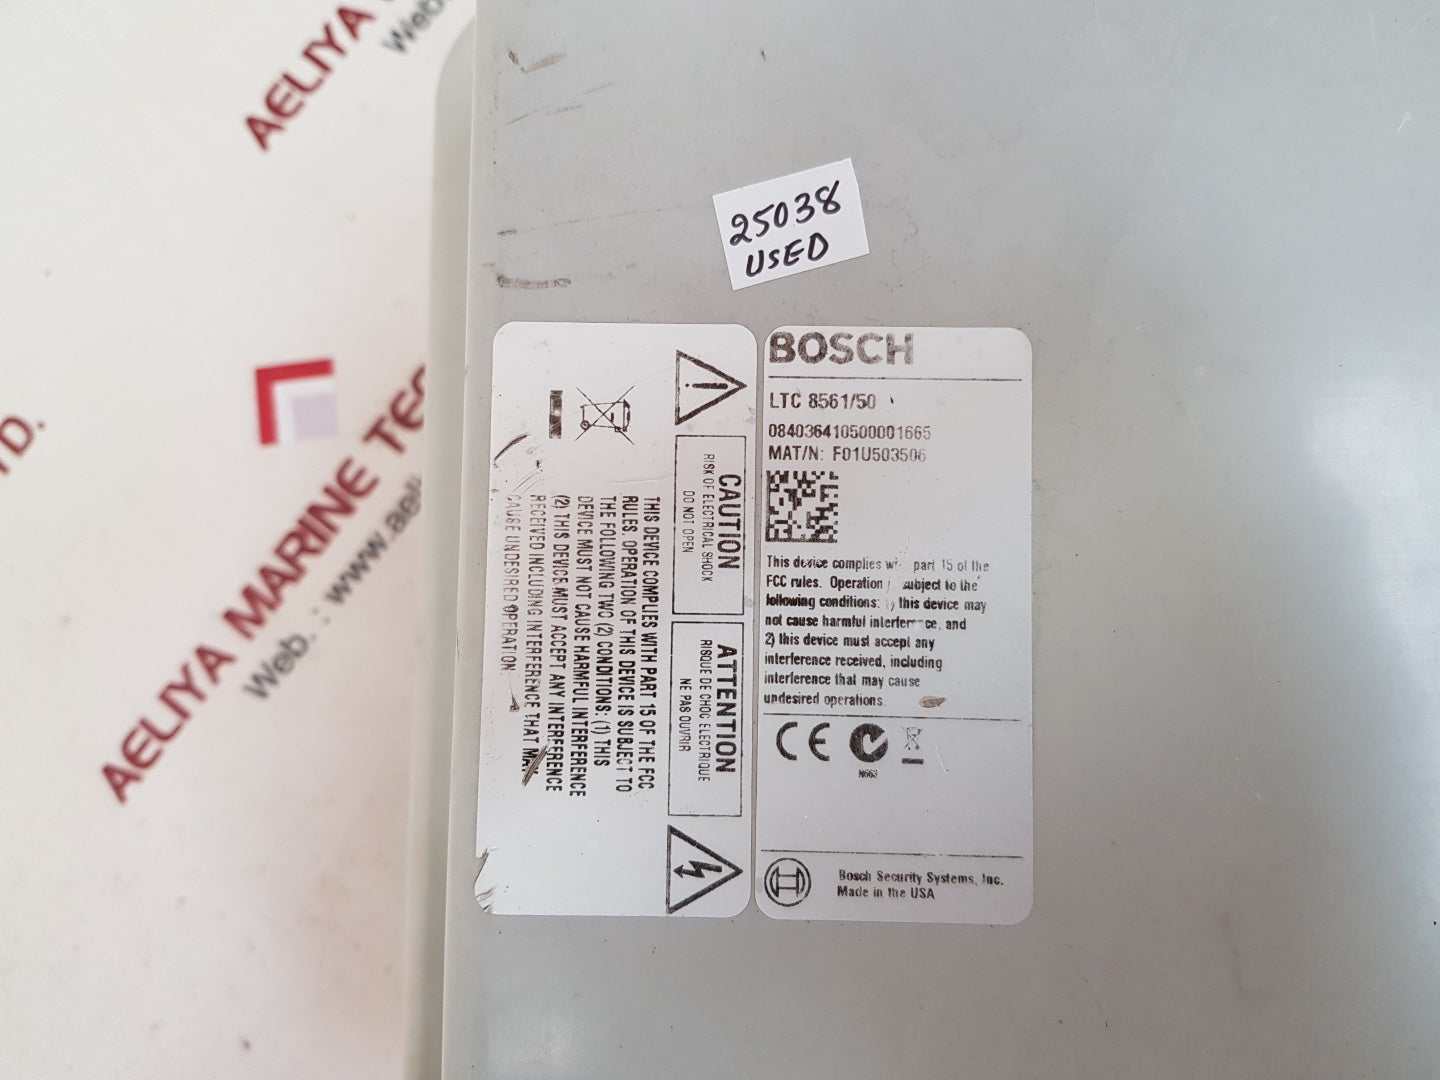 AELIYA
Web.
TD.
AELIYA MARINE TEC
Web. : www.aeli
25038
USED
BOSCH
LTC 8561/50
084036410500001665
MAT/N: F01U503506
This device complies part 15 of the
FCC rules. Operation subject to the
following conditions: this device may
not cause harmful interference, and
2) this device must accept any
interference received, including
interference that may cause
undesired operations.
CE
N663
Bosch Security Systems, Inc.
Made in the USA
CAUTION
RISK OF ELECTRICAL SHOCK
DO NOT OPEN
ATTENTION
RISQUE DE CHOC ELECTRIQUE
NE PAS OUVRIR
THIS DEVICE COMPLIES WITH PART 15 OF THE FCC
RULES. OPERATION OF THIS DEVICE IS SUBJECT TO
THE FOLLOWING TWO (2) CONDITIONS: (1) THIS
DEVICE MUST NOT CAUSE HARMFUL INTERFERENCE
(2) THIS DEVICE MUST ACCEPT ANY INTERFERENCE
RECEIVED INCLUDING INTERFERENCE THAT MAY
CAUSE UNDESIRED OPERATION